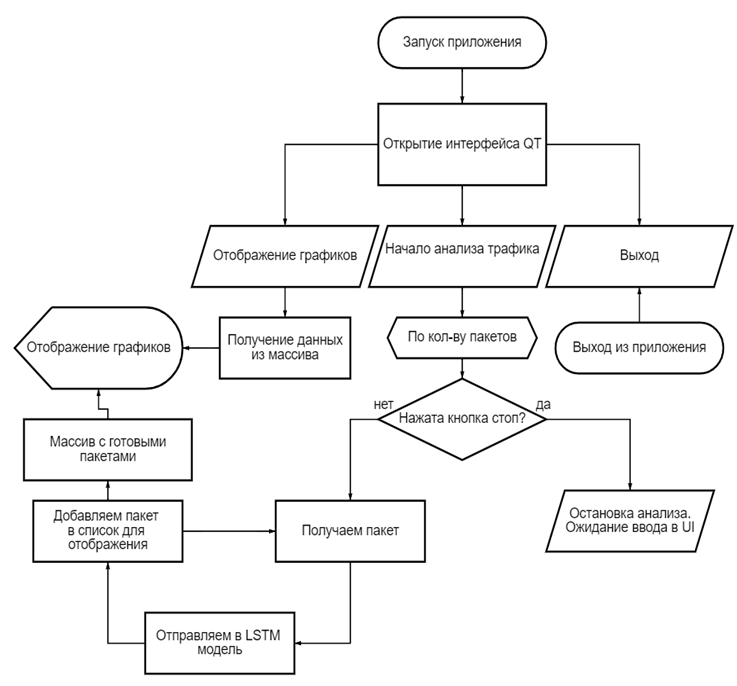 Запуск приложения
Открытие интерфейса QT
Отображение графиков
Начало анализа трафика
Выход
Отображение графиков
Получение данных
из массива
По кол-ву пакетов
Выход из приложения
нет
Нажата кнопка стоп?
да
Массив с готовыми
пакетами
Добавляем пакет
в список для
отображения
Получаем пакет
Остановка анализа.
Ожидание ввода в UI
Отправляем в LSTM
модель